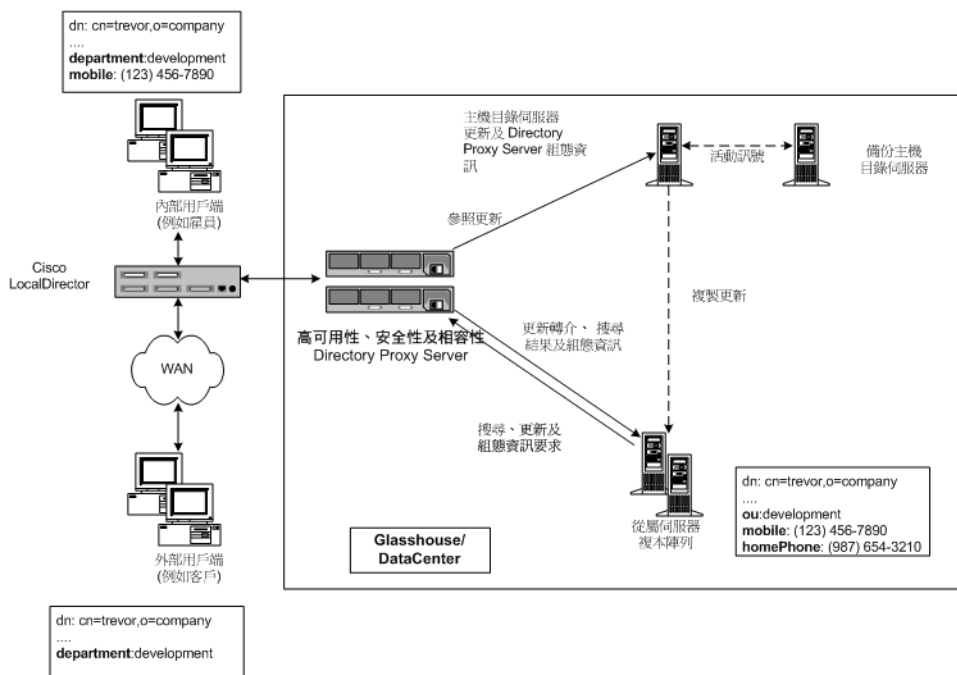 dn: cn=trevor,o=company
....
department:development
mobile: (123) 456-7890
內部用戶端
(例如雇員)
Cisco
LocalDirector
WAN
外部用戶端
(例如客戶)
dn: cn=trevor,o=company
....
department:development
主機目錄伺服器
更新及 Directory
Proxy Server 組態資
訊
活動訊號
備份主機
目錄伺服器
參照更新
高可用性、安全性及相容性
Directory Proxy Server
複製更新
更新轉介、 搜尋
結果及組態資訊
搜尋、更新及
組態資訊要求
從屬伺服器
複本陣列
Glasshouse/
DataCenter
dn: cn=trevor,o=company
....
ou:development
mobile: (123) 456-7890
homePhone: (987) 654-3210